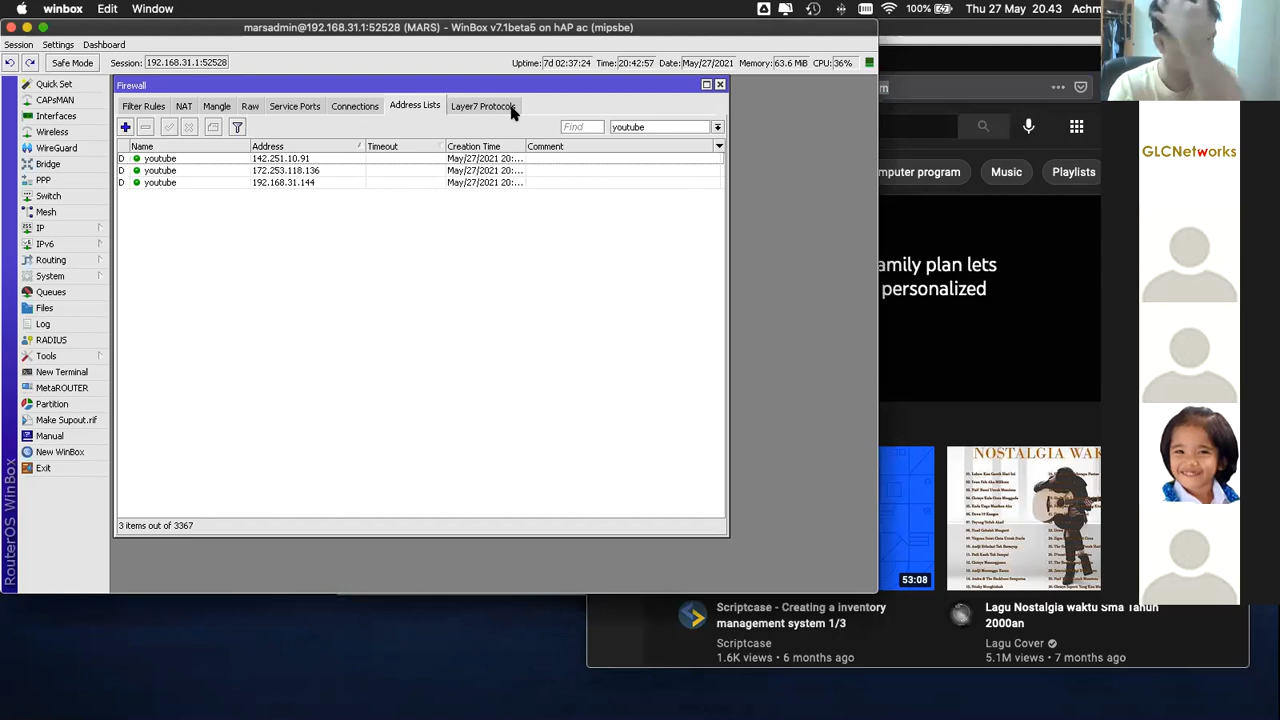 winbox Edit Window
100% Thu 27 May 20.43 Achm
marsadmin@192.168.31.1:52528 (MARS) - WinBox v7.1beta5 on hAP ac (mipsbe)
Session Settings Dashboard
Safe Mode Session: 192.168.31.1:52528 Uptime: 7d 02:37:24 Time: 20:42:57 Date: May/27/2021 Memory: 63.6 MiB CPU: 36%
Quick Set
CAPsMAN
Interfaces
Wireless
WireGuard
Bridge
PPP
Switch
Mesh
IP
IPv6
Routing
System
Queues
Files
Log
RADIUS
Tools
New Terminal
MetaROUTER
Partition
Make Supout.rif
Manual
New WinBox
Exit
RouterOS WinBox
Firewall
Filter Rules NAT Mangle Raw Service Ports Connections Address Lists Layer7 Protocols
Find youtube
Name Address Timeout Creation Time Comment
D youtube 142.251.10.91 May/27/2021 20:...
D youtube 172.253.118.136 May/27/2021 20:...
D youtube 192.168.31.144 May/27/2021 20:...
3 items out of 3367
m
mputer program Music Playlists
amily plan lets
personalized
53:08
NOSTALGIA WAK
Scriptcase - Creating a inventory
management system 1/3
Scriptcase
1.6K views • 6 months ago
Lagu Nostalgia waktu Sma Tahun
2000an
Lagu Cover
5.1M views • 7 months ago
GLCNetworks